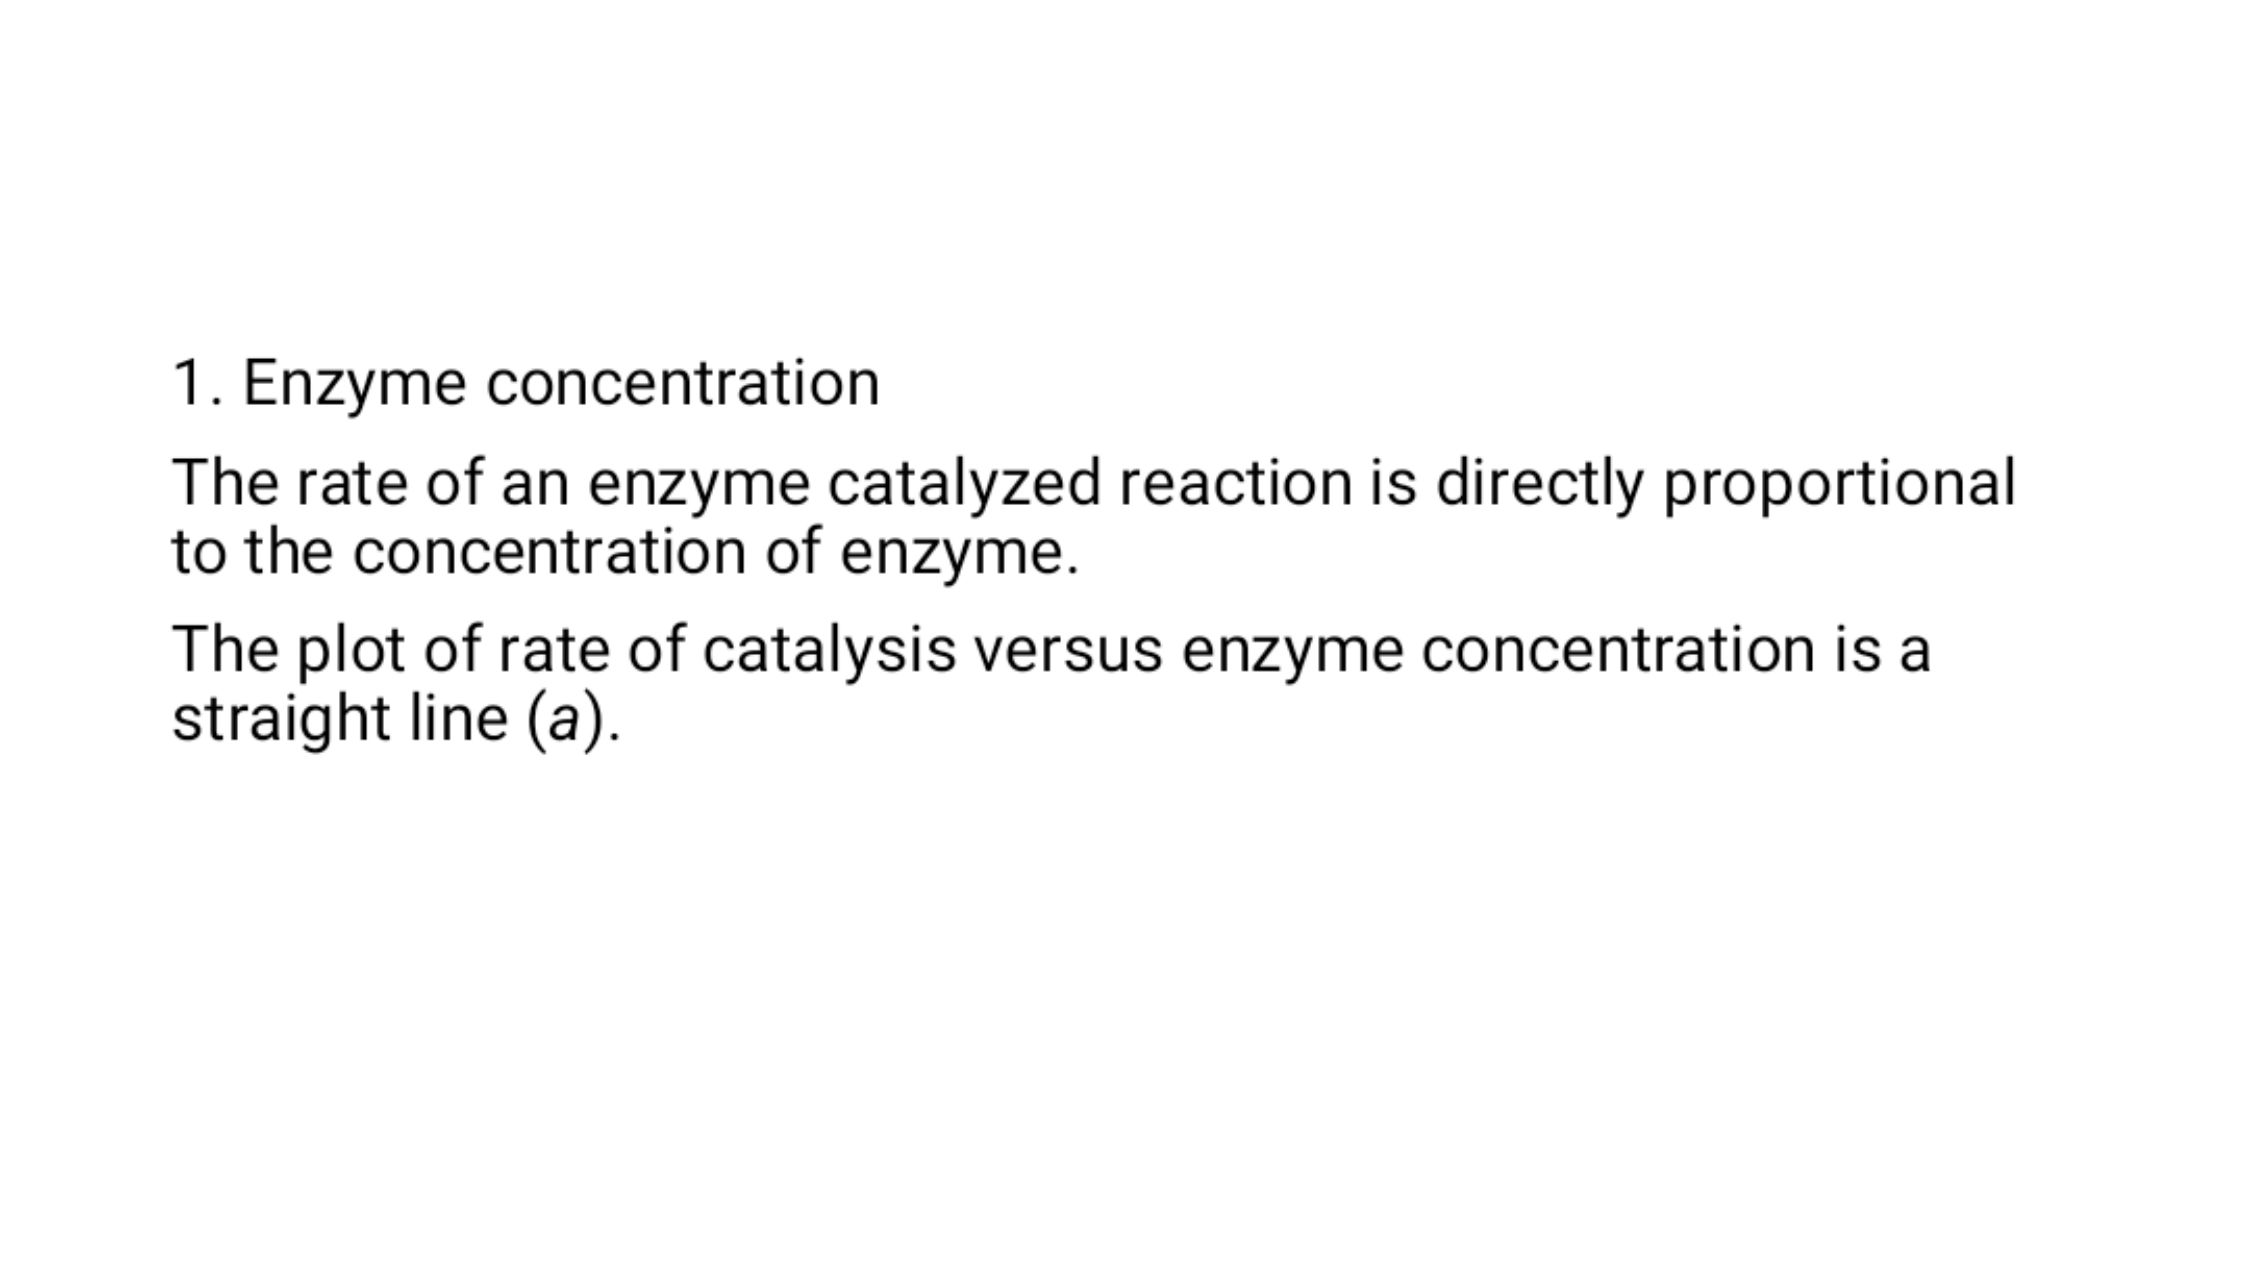 1. Enzyme concentration
The rate of an enzyme catalyzed reaction is directly proportional
to the concentration of enzyme.
The plot of rate of catalysis versus enzyme concentration is a
straight line (a).